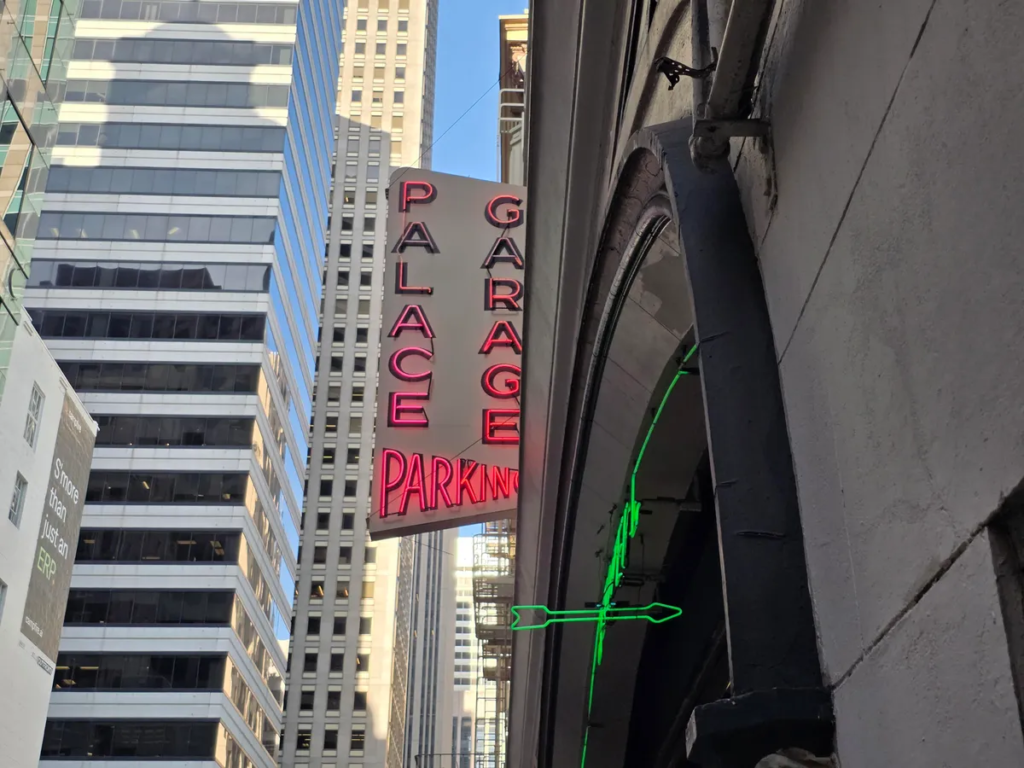 PALACE
GARAGE
PARKING
S'more
than
just an
ERP